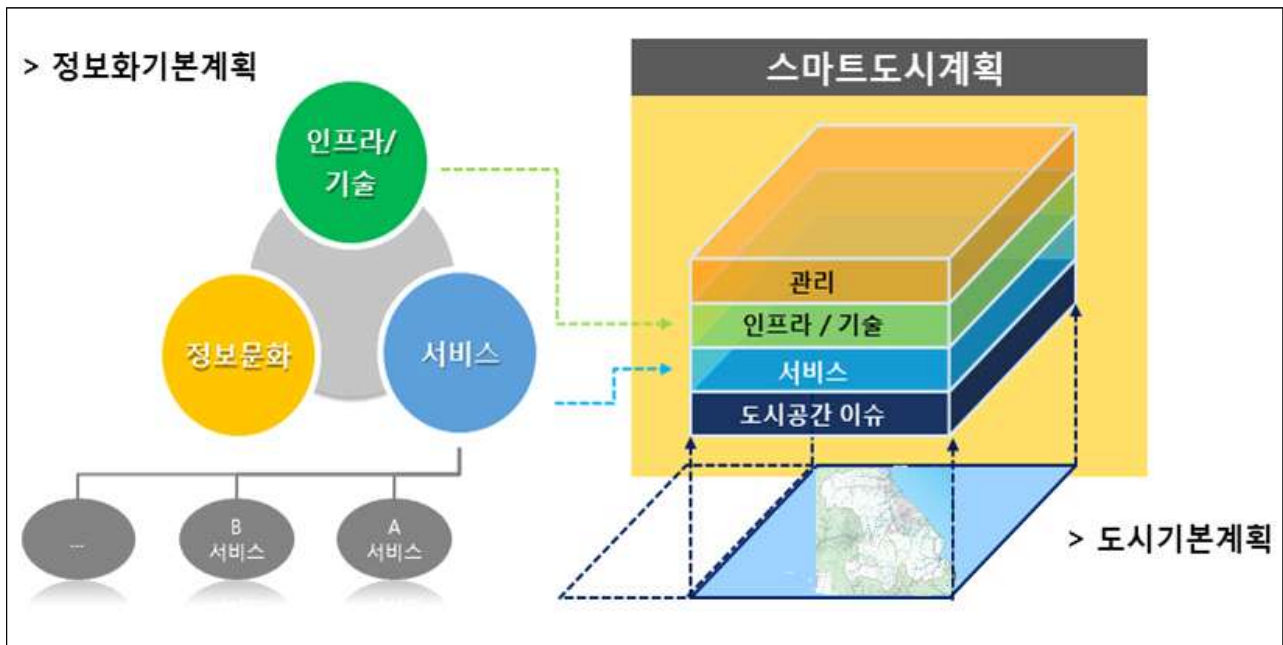 > 정보화기본계획
인프라/
기술
정보문화
서비스
...
B
서비스
A
서비스
스마트도시계획
관리
인프라 / 기술
서비스
도시공간 이슈
> 도시기본계획